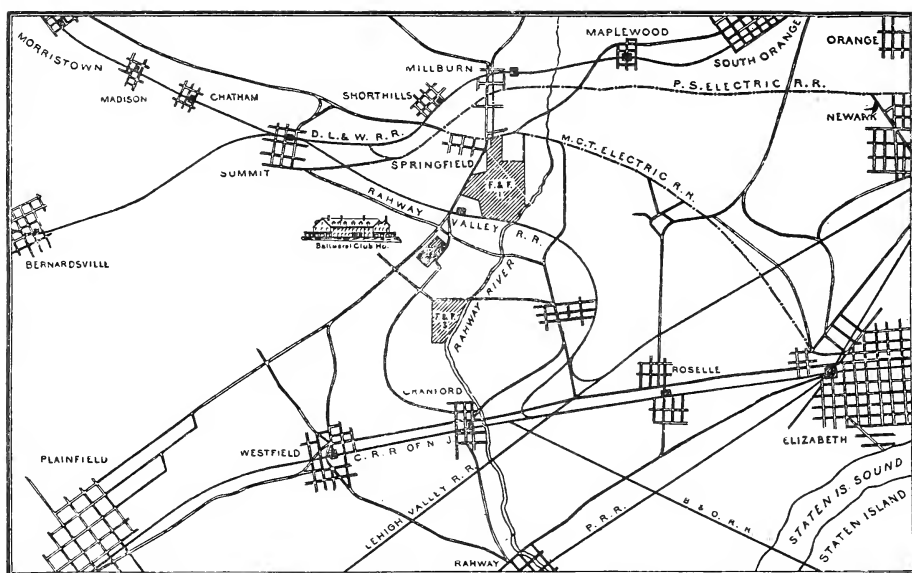 MORRISTOWN
MAPLEWOOD
SOUTH ORANGE
ORANGE
MILLBURN
MADISON
CHATHAM
SHORTHILLS
P.S. ELECTRIC R.R.
NEWARK
D.L.& W. R.R.
SPRINGFIELD
M.C.T. ELECTRIC R.R.
SUMMIT
F. & F.
1
RAHWAY VALLEY R.R.
Baltusrol Club Ho.
BERNARDSVILLE
RAHWAY RIVER
F. & F.
ROSELLE
CRANFORD
ELIZABETH
PLAINFIELD
WESTFIELD
C. R. R. OF N J
LEHIGH VALLEY R.R.
P.R.R.
B & O. R. R
STATEN IS. SOUND
STATEN ISLAND
RAHWAY